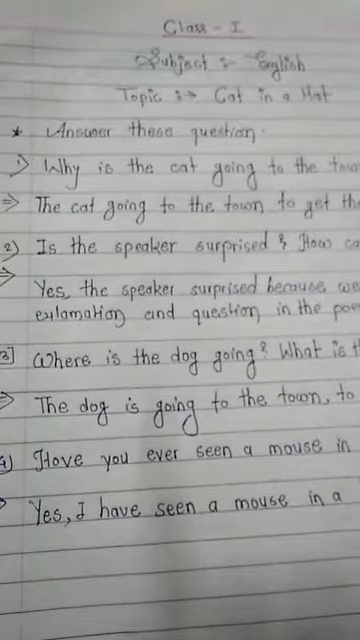 Class - I
Subject :- English
Topic :→ Cat in a Hat
* Answer these question.
1) Why is the cat going to the town
⇒ The cat going to the town to get the
2) Is the speaker surprised? How ca
⇒ Yes, the speaker surprised because we
exlamation and question in the poe
3] Where is the dog going? What is th
⇒ The dog is going to the town, to
4) Have you ever seen a mouse in
Yes, I have seen a mouse in a